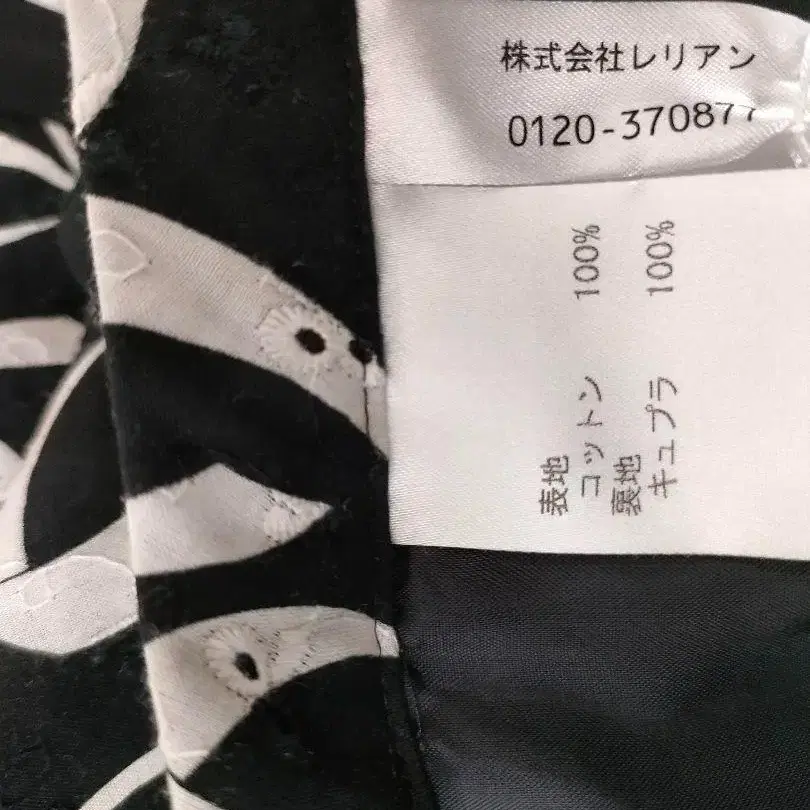 株式会社レリアン
0120-370877
表地
コットン 100%
裏地
キュプラ 100%